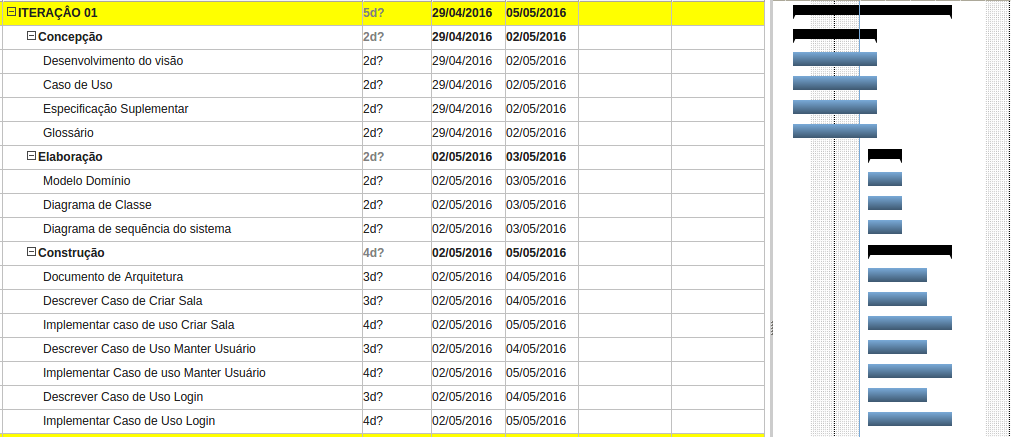 ITERAÇÂO 01 5d? 29/04/2016 05/05/2016
Concepção 2d? 29/04/2016 02/05/2016
Desenvolvimento do visão 2d? 29/04/2016 02/05/2016
Caso de Uso 2d? 29/04/2016 02/05/2016
Especificação Suplementar 2d? 29/04/2016 02/05/2016
Glossário 2d? 29/04/2016 02/05/2016
Elaboração 2d? 02/05/2016 03/05/2016
Modelo Domínio 2d? 02/05/2016 03/05/2016
Diagrama de Classe 2d? 02/05/2016 03/05/2016
Diagrama de sequẽncia do sistema 2d? 02/05/2016 03/05/2016
Construção 4d? 02/05/2016 05/05/2016
Documento de Arquitetura 3d? 02/05/2016 04/05/2016
Descrever Caso de Criar Sala 3d? 02/05/2016 04/05/2016
Implementar caso de uso Criar Sala 4d? 02/05/2016 05/05/2016
Descrever Caso de Uso Manter Usuário 3d? 02/05/2016 04/05/2016
Implementar Caso de uso Manter Usuário 4d? 02/05/2016 05/05/2016
Descrever Caso de Uso Login 3d? 02/05/2016 04/05/2016
Implementar Caso de Uso Login 4d? 02/05/2016 05/05/2016